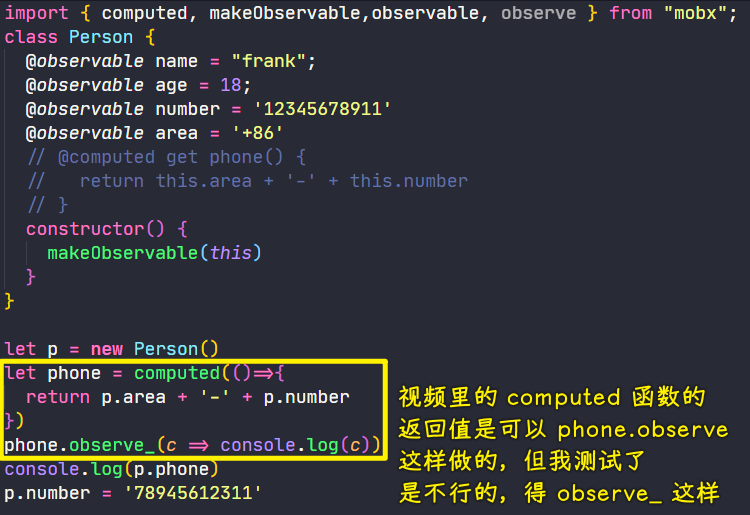 import { computed, makeObservable,observable, observe } from "mobx";
class Person {
@observable name = "frank";
@observable age = 18;
@observable number = '12345678911'
@observable area = '+86'
// @computed get phone() {
//   return this.area + '-' + this.number
// }
constructor() {
makeObservable(this)
}
}
let p = new Person()
let phone = computed(()=>{
return p.area + '-' + p.number
})
phone.observe_(c => console.log(c))
console.log(p.phone)
p.number = '78945612311'
视频里的 computed 函数的
返回值是可以 phone.observe
这样做的，但我测试了
是不行的，得 observe_ 这样